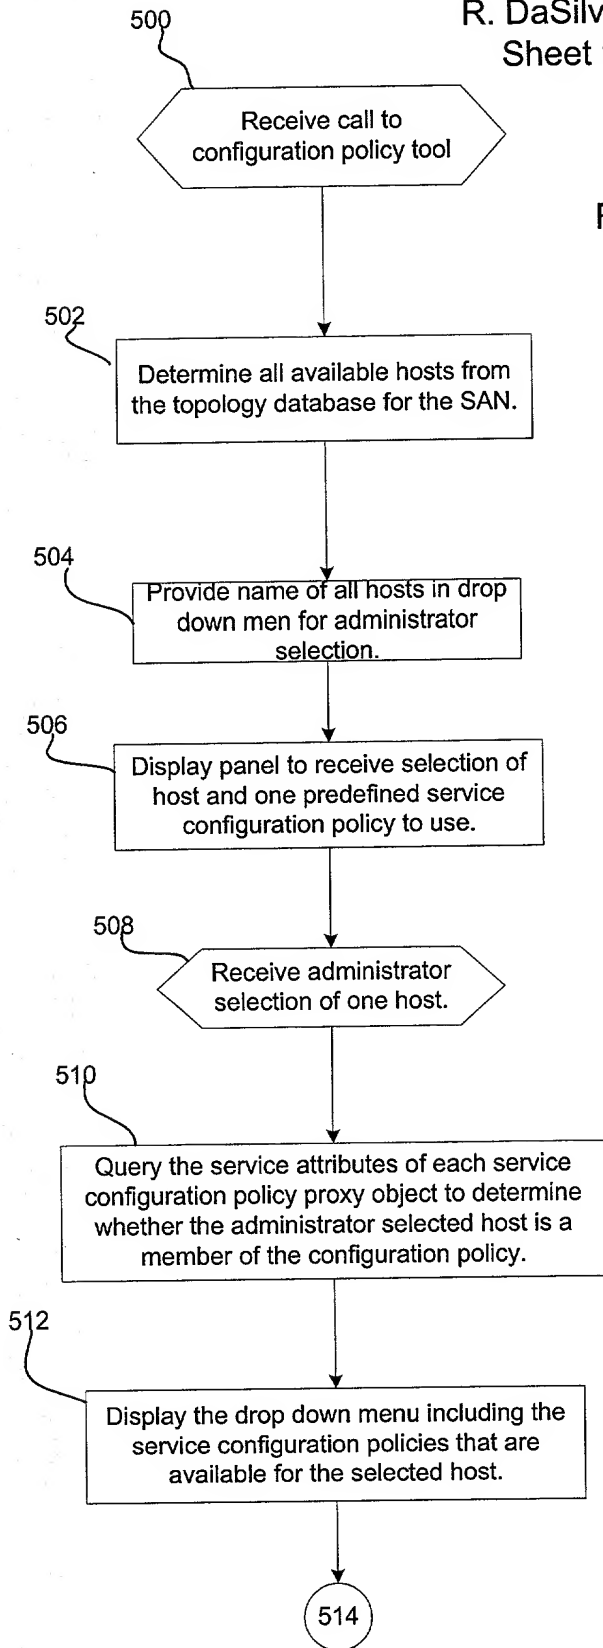 500
R. DaSilv
Sheet
Receive call to
configuration policy tool
F
502
Determine all available hosts from
the topology database for the SAN.
504
Provide name of all hosts in drop
down men for administrator
selection.
506
Display panel to receive selection of
host and one predefined service
configuration policy to use.
508
Receive administrator
selection of one host.
510
Query the service attributes of each service
configuration policy proxy object to determine
whether the administrator selected host is a
member of the configuration policy.
512
Display the drop down menu including the
service configuration policies that are
available for the selected host.
514